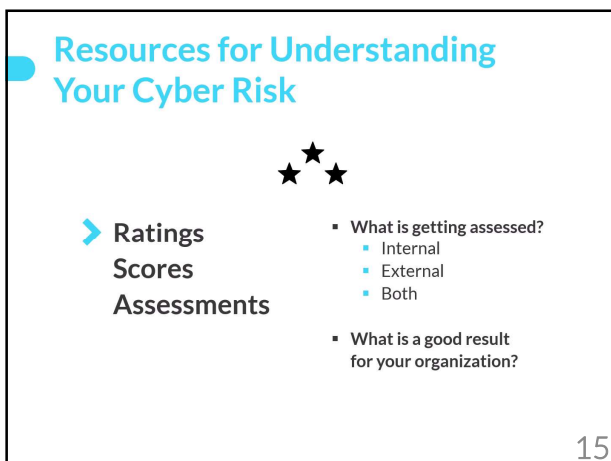 Resources for Understanding
Your Cyber Risk
Ratings
Scores
Assessments
What is getting assessed?
Internal
External
Both
What is a good result
for your organization?
15